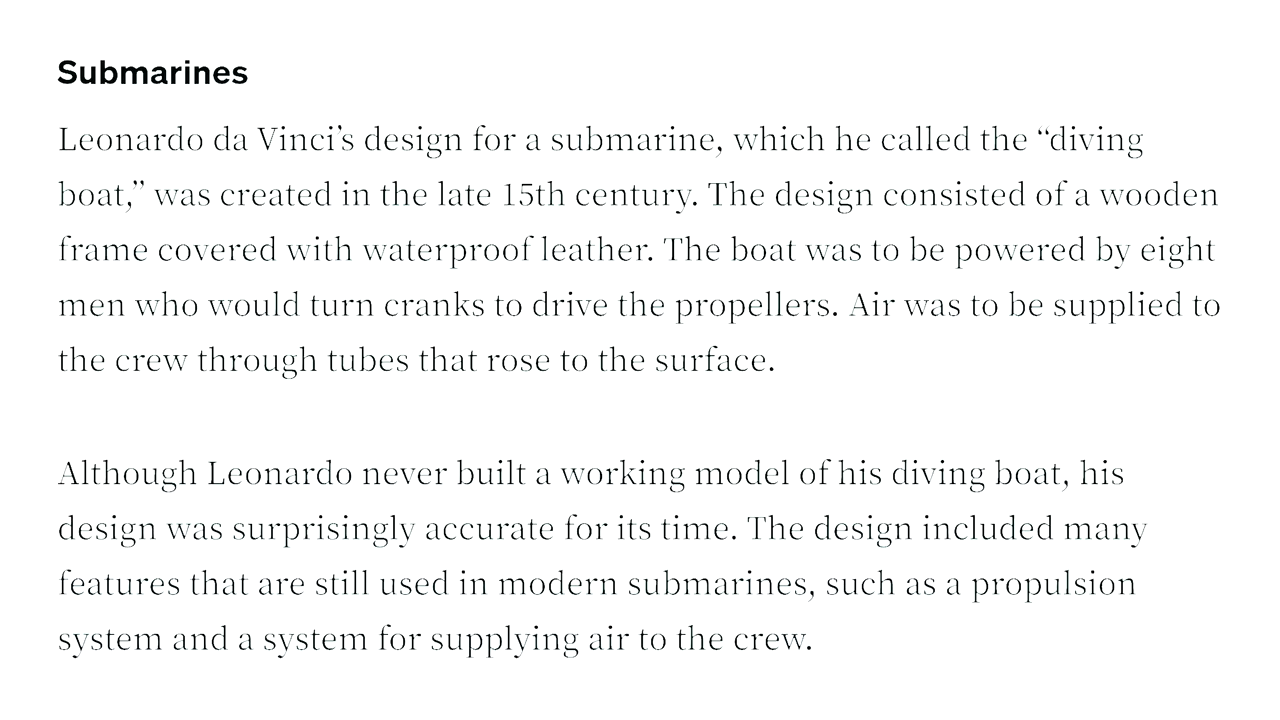 Submarines
Leonardo da Vinci’s design for a submarine, which he called the “diving
boat,” was created in the late 15th century. The design consisted of a wooden
frame covered with waterproof leather. The boat was to be powered by eight
men who would turn cranks to drive the propellers. Air was to be supplied to
the crew through tubes that rose to the surface.
Although Leonardo never built a working model of his diving boat, his
design was surprisingly accurate for its time. The design included many
features that are still used in modern submarines, such as a propulsion
system and a system for supplying air to the crew.